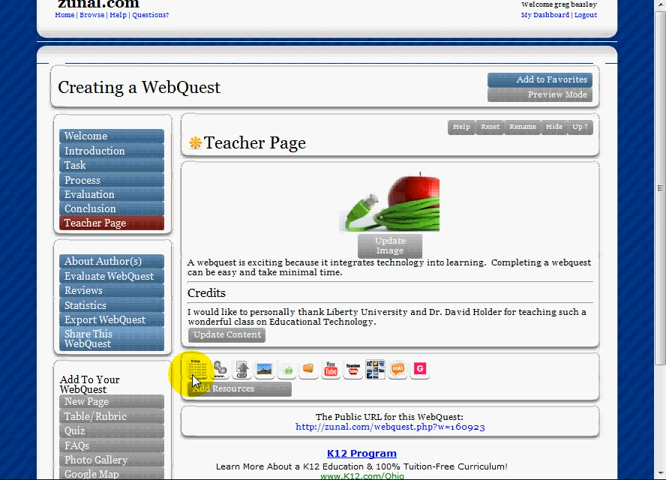 zunal.com
Home | Browse | Help | Questions?
Welcome greg beasley
My Dashboard | Logout
Creating a WebQuest
Add to Favorites
Preview Mode
Welcome
Introduction
Task
Process
Evaluation
Conclusion
Teacher Page
About Author(s)
Evaluate WebQuest
Reviews
Statistics
Export WebQuest
Share This
WebQuest
Add To Your
WebQuest
New Page
Table/Rubric
Quiz
FAQs
Photo Gallery
Google Map
Help
Reset
Rename
Hide
Up↑
Teacher Page
Update
Image
A webquest is exciting because it integrates technology into learning. Completing a webquest
can be easy and take minimal time.
Credits
I would like to personally thank Liberty University and Dr. David Holder for teaching such a
wonderful class on Educational Technology.
Update Content
You
Tube
G
Add Resources
The Public URL for this WebQuest:
http://zunal.com/webquest.php?w=160923
K12 Program
Learn More About a K12 Education & 100% Tuition-Free Curriculum!
www.K12.com/Ohio